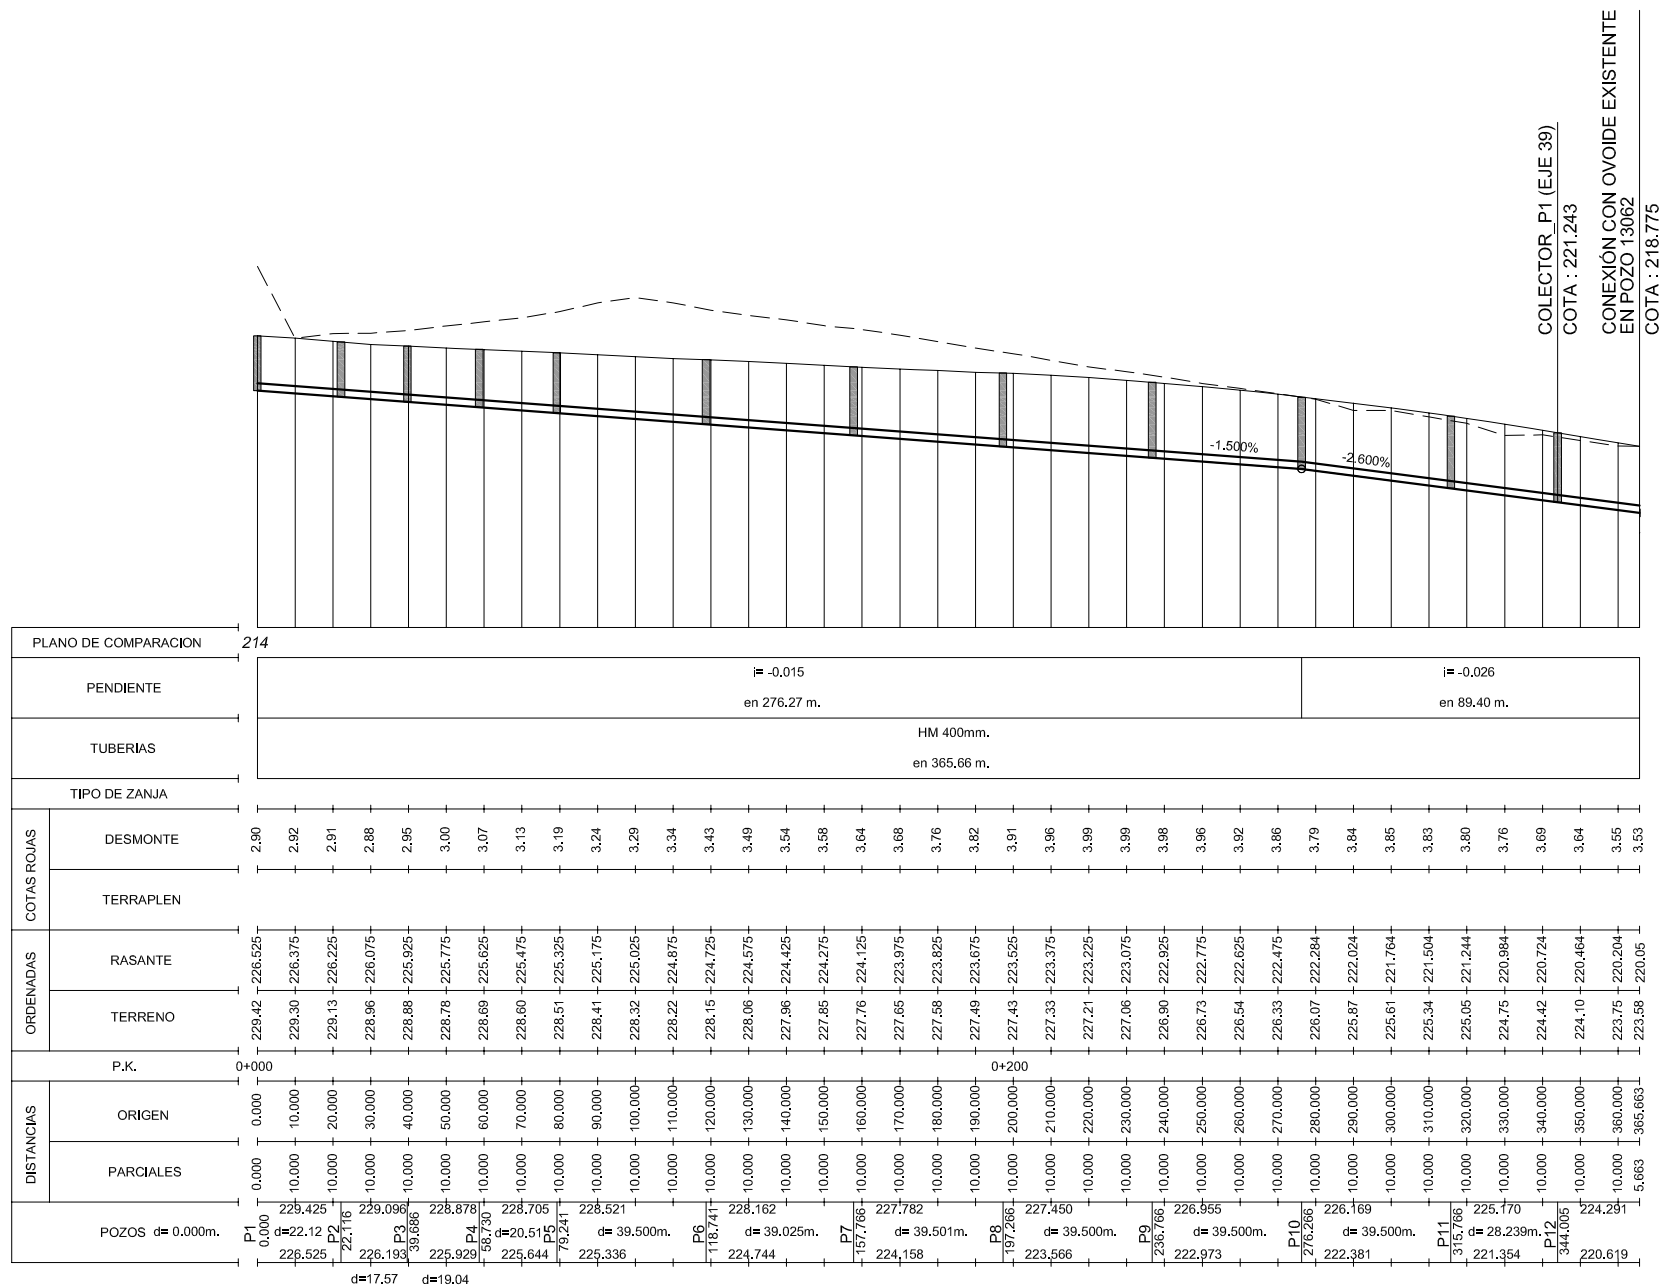 COLECTOR_P1 (EJE 39)
COTA : 221.243
CONEXIÓN CON OVOIDE EXISTENTE
EN POZO 13062
COTA : 218.775
-1.500%
-2.600%
PLANO DE COMPARACION 214
PENDIENTE
i= -0.015
en 276.27 m.
i= -0.026
en 89.40 m.
TUBERIAS
HM 400mm.
en 365.66 m.
TIPO DE ZANJA
COTAS ROJAS
DESMONTE 2.90 2.92 2.91 2.88 2.95 3.00 3.07 3.13 3.19 3.24 3.29 3.34 3.43 3.49 3.54 3.58 3.64 3.68 3.76 3.82 3.91 3.96 3.99 3.99 3.98 3.96 3.92 3.86 3.79 3.84 3.85 3.83 3.80 3.76 3.69 3.64 3.55 3.53
TERRAPLEN
ORDENADAS
RASANTE 226.525 226.375 226.225 226.075 225.925 225.775 225.625 225.475 225.325 225.175 225.025 224.875 224.725 224.575 224.425 224.275 224.125 223.975 223.825 223.675 223.525 223.375 223.225 223.075 222.925 222.775 222.625 222.475 222.284 222.024 221.764 221.504 221.244 220.984 220.724 220.464 220.204 220.05
TERRENO 229.42 229.30 229.13 228.96 228.88 228.78 228.69 228.60 228.51 228.41 228.32 228.22 228.15 228.06 227.96 227.85 227.76 227.65 227.58 227.49 227.43 227.33 227.21 227.06 226.90 226.73 226.54 226.33 226.07 225.87 225.61 225.34 225.05 224.75 224.42 224.10 223.75 223.58
P.K. 0+000 0+200
DISTANCIAS
ORIGEN 0.000 10.000 20.000 30.000 40.000 50.000 60.000 70.000 80.000 90.000 100.000 110.000 120.000 130.000 140.000 150.000 160.000 170.000 180.000 190.000 200.000 210.000 220.000 230.000 240.000 250.000 260.000 270.000 280.000 290.000 300.000 310.000 320.000 330.000 340.000 350.000 360.000 365.663
PARCIALES 0.000 10.000 10.000 10.000 10.000 10.000 10.000 10.000 10.000 10.000 10.000 10.000 10.000 10.000 10.000 10.000 10.000 10.000 10.000 10.000 10.000 10.000 10.000 10.000 10.000 10.000 10.000 10.000 10.000 10.000 10.000 10.000 10.000 10.000 10.000 10.000 10.000 5.663
229.425 229.096 228.878 228.705 228.521 228.162 227.782 227.450 226.955 226.169 225.170 224.291
POZOS d= 0.000m. P1 0.000 d=22.12 P2 22.116 P3 39.686 P4 58.730 d=20.51 P5 79.241 d= 39.500m. P6 118.741 d= 39.025m. P7 157.766 d= 39.501m. P8 197.266 d= 39.500m. P9 236.766 d= 39.500m. P10 276.266 d= 39.500m. P11 315.766 d= 28.239m. P12 344.005
226.525 226.193 225.929 225.644 225.336 224.744 224.158 223.566 222.973 222.381 221.354 220.619
d=17.57 d=19.04